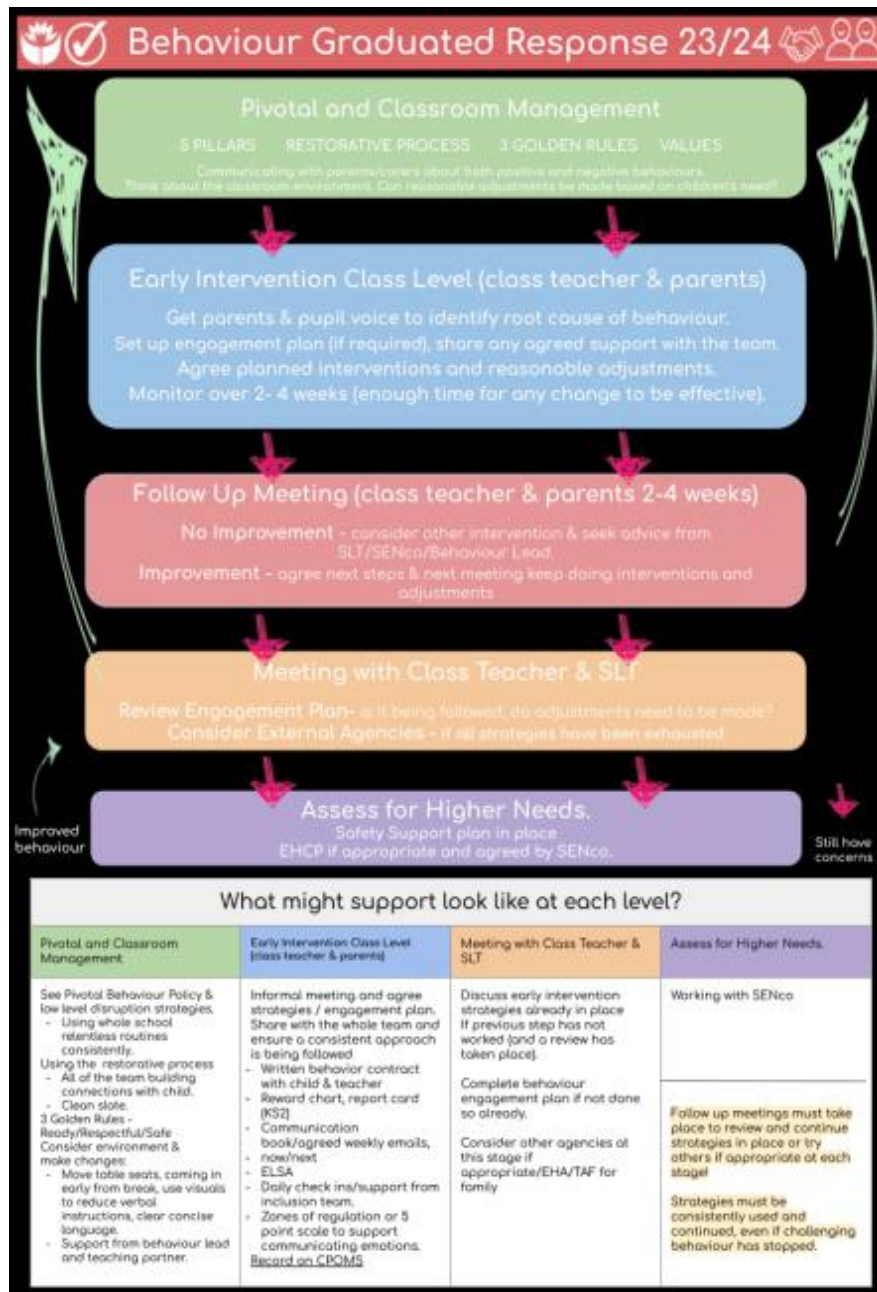 Behaviour Graduated Response 23/24
Pivotal and Classroom Management
5 PILLARS RESTORATIVE PROCESS 3 GOLDEN RULES VALUES
Communicating with parents/carers about both positive and negative behaviours.
Think about the classroom environment. Can reasonable adjustments be made based on children's need?
Early Intervention Class Level (class teacher & parents)
Get parents & pupil voice to identify root cause of behaviour.
Set up engagement plan (if required), share any agreed support with the team.
Agree planned interventions and reasonable adjustments.
Monitor over 2- 4 weeks (enough time for any change to be effective).
Follow Up Meeting (class teacher & parents 2-4 weeks)
No Improvement - consider other intervention & seek advice from
SLT/SENco/Behaviour Lead
Improvement - agree next steps & next meeting keep doing interventions and
adjustments
Meeting with Class Teacher & SLT
Review Engagement Plan- is it being followed, do adjustments need to be made?
Consider External Agencies - if all strategies have been exhausted
Assess for Higher Needs.
Safety Support plan in place
EHCP if appropriate and agreed by SENco.
Improved
behaviour
Still have
concerns
What might support look like at each level?
Pivotal and Classroom
Management
See Pivotal Behaviour Policy &
low level disruption strategies,
- Using whole school
relentless routines
consistently.
Using the restorative process
- All of the team building
connections with child.
- Clean slate.
3 Golden Rules -
Ready/Respectful/Safe
Consider environment &
make changes:
- Move table seats, coming in
early from break, use visuals
to reduce verbal
instructions, clear concise
language.
- Support from behaviour lead
and teaching partner.
Early Intervention Class Level
(class teacher & parents)
Informal meeting and agree
strategies / engagement plan.
Share with the whole team and
ensure a consistent approach
is being followed
- Written behavior contract
with child & teacher
- Reward chart, report card
(KS2)
- Communication
book/agreed weekly emails,
- now/next
- ELSA
- Daily check ins/support from
inclusion team.
- Zones of regulation or 5
point scale to support
communicating emotions.
Record on CPOMS
Meeting with Class Teacher &
SLT
Discuss early intervention
strategies already in place
If previous step has not
worked (and a review has
taken place).
Complete behaviour
engagement plan if not done
so already.
Consider other agencies at
this stage if
appropriate/EHA/TAF for
family
Assess for Higher Needs.
Working with SENco
Follow up meetings must take
place to review and continue
strategies in place or try
others if appropriate at each
stage!
Strategies must be
consistently used and
continued, even if challenging
behaviour has stopped.